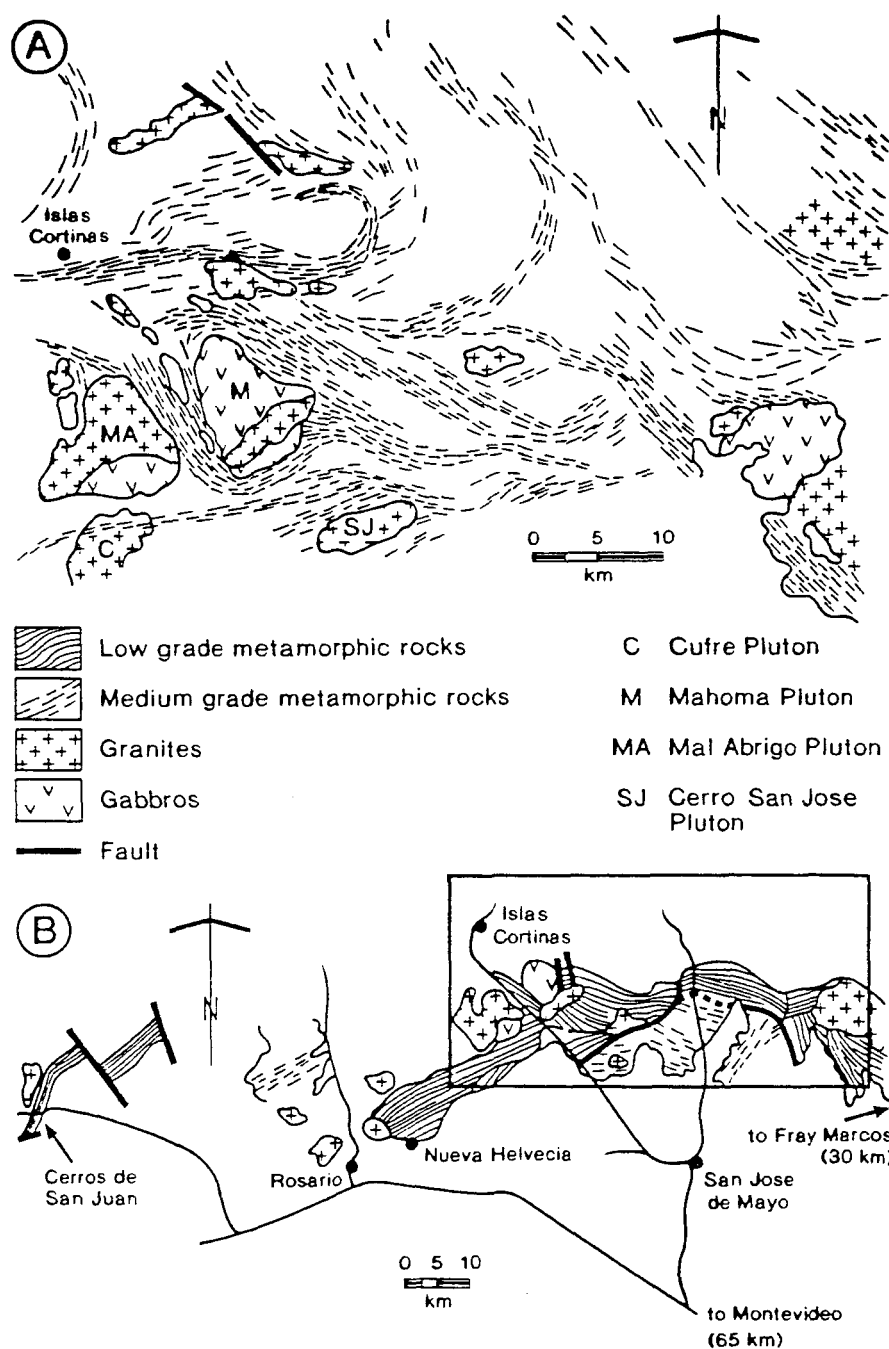 A
N
Islas
Cortinas
M
MA
C
SJ
0 5 10
km
Low grade metamorphic rocks
Medium grade metamorphic rocks
Granites
Gabbros
Fault
C Cufre Pluton
M Mahoma Pluton
MA Mal Abrigo Pluton
SJ Cerro San Jose
Pluton
B
N
Islas
Cortinas
to Fray Marcos
(30 km)
Cerros de
San Juan
Rosario
Nueva Helvecia
San Jose
de Mayo
0 5 10
km
to Montevideo
(65 km)